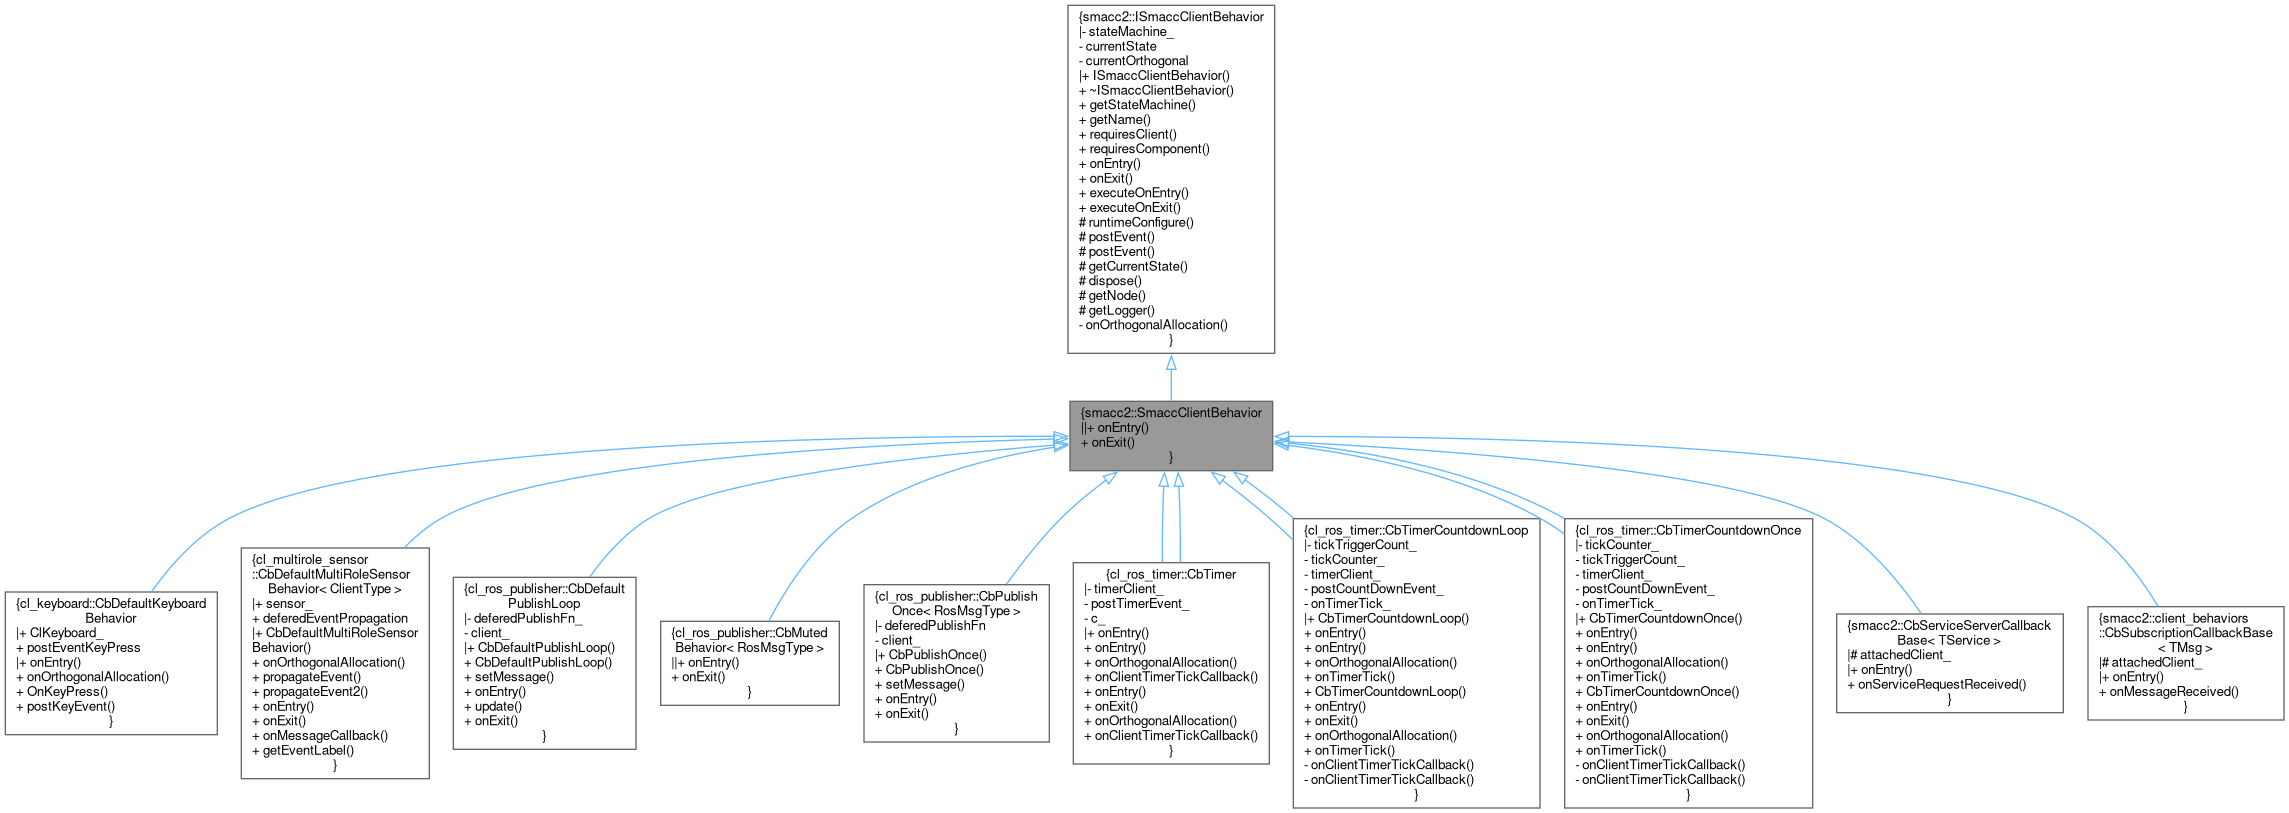 {smacc2::ISmaccClientBehavior
|- stateMachine_
- currentState
- currentOrthogonal
|+ ISmaccClientBehavior()
+ ~ISmaccClientBehavior()
+ getStateMachine()
+ getName()
+ requiresClient()
+ requiresComponent()
+ onEntry()
+ onExit()
+ executeOnEntry()
+ executeOnExit()
# runtimeConfigure()
# postEvent()
# postEvent()
# getCurrentState()
# dispose()
# getNode()
# getLogger()
- onOrthogonalAllocation()
}
{smacc2::SmaccClientBehavior
||+ onEntry()
+ onExit()
}
{cl_keyboard::CbDefaultKeyboard
Behavior
|+ ClKeyboard_
+ postEventKeyPress
|+ onEntry()
+ onOrthogonalAllocation()
+ OnKeyPress()
+ postKeyEvent()
}
{cl_multirole_sensor
::CbDefaultMultiRoleSensor
Behavior< ClientType >
|+ sensor_
+ deferedEventPropagation
|+ CbDefaultMultiRoleSensor
Behavior()
+ onOrthogonalAllocation()
+ propagateEvent()
+ propagateEvent2()
+ onEntry()
+ onExit()
+ onMessageCallback()
+ getEventLabel()
}
{cl_ros_publisher::CbDefault
PublishLoop
|- deferedPublishFn_
- client_
|+ CbDefaultPublishLoop()
+ CbDefaultPublishLoop()
+ setMessage()
+ onEntry()
+ update()
+ onExit()
}
{cl_ros_publisher::CbMuted
Behavior< RosMsgType >
||+ onEntry()
+ onExit()
}
{cl_ros_publisher::CbPublish
Once< RosMsgType >
|- deferedPublishFn
- client_
|+ CbPublishOnce()
+ CbPublishOnce()
+ setMessage()
+ onEntry()
+ onExit()
}
{cl_ros_timer::CbTimer
|- timerClient_
- postTimerEvent_
- c_
|+ onEntry()
+ onEntry()
+ onOrthogonalAllocation()
+ onClientTimerTickCallback()
+ onEntry()
+ onExit()
+ onOrthogonalAllocation()
+ onClientTimerTickCallback()
}
{cl_ros_timer::CbTimerCountdownLoop
|- tickTriggerCount_
- tickCounter_
- timerClient_
- postCountDownEvent_
- onTimerTick_
|+ CbTimerCountdownLoop()
+ onEntry()
+ onEntry()
+ onOrthogonalAllocation()
+ onTimerTick()
+ CbTimerCountdownLoop()
+ onEntry()
+ onExit()
+ onOrthogonalAllocation()
+ onTimerTick()
- onClientTimerTickCallback()
- onClientTimerTickCallback()
}
{cl_ros_timer::CbTimerCountdownOnce
|- tickCounter_
- tickTriggerCount_
- timerClient_
- postCountDownEvent_
- onTimerTick_
|+ CbTimerCountdownOnce()
+ onEntry()
+ onEntry()
+ onOrthogonalAllocation()
+ onTimerTick()
+ CbTimerCountdownOnce()
+ onEntry()
+ onExit()
+ onOrthogonalAllocation()
+ onTimerTick()
- onClientTimerTickCallback()
- onClientTimerTickCallback()
}
{smacc2::CbServiceServerCallback
Base< TService >
|# attachedClient_
|+ onEntry()
+ onServiceRequestReceived()
}
{smacc2::client_behaviors
::CbSubscriptionCallbackBase
< TMsg >
|# attachedClient_
|+ onEntry()
+ onMessageReceived()
}